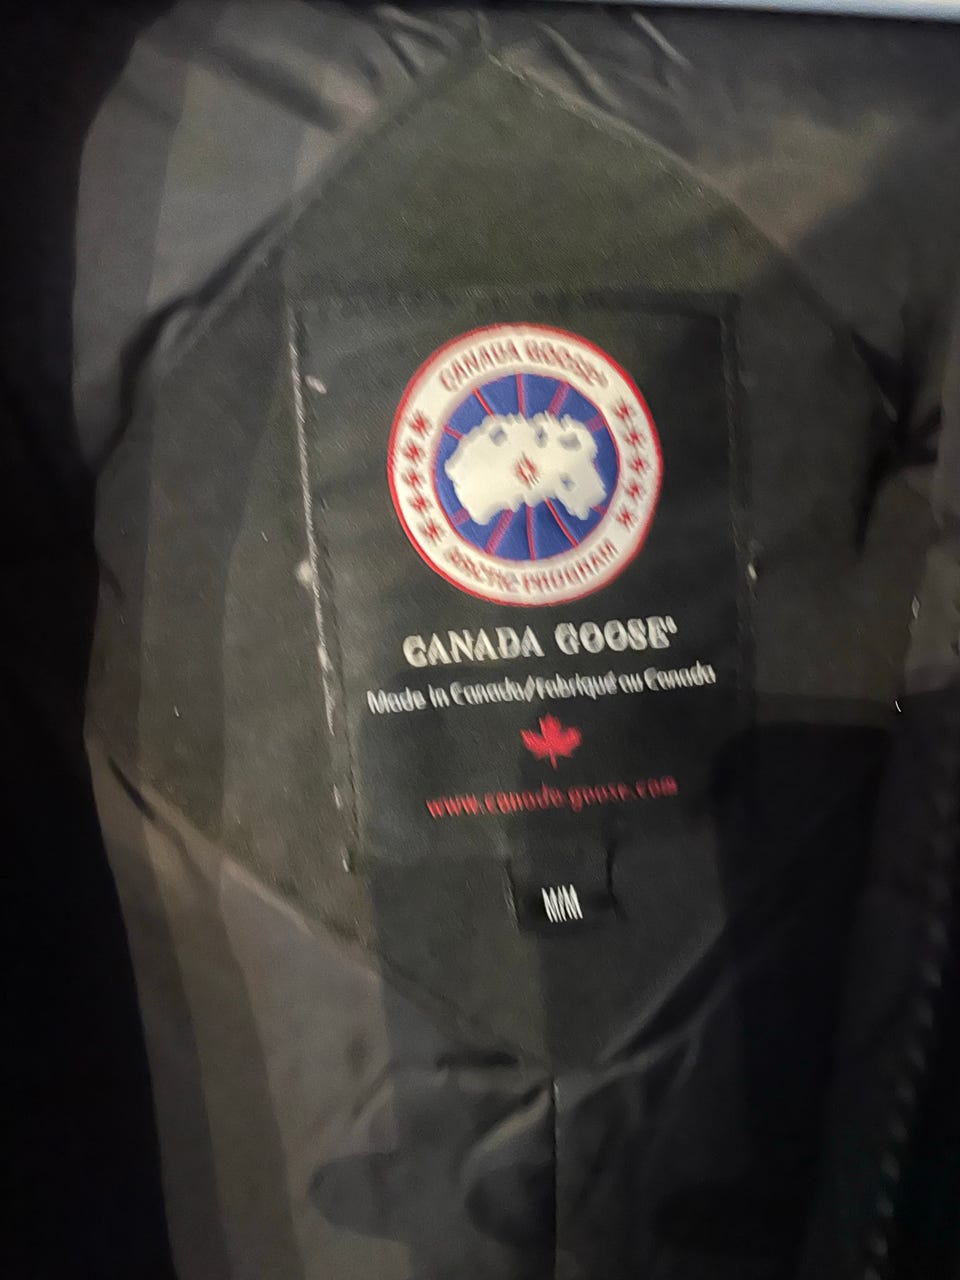 CANADA GOOSE®
ARCTIC PROGRAM
CANADA GOOSE®
Made in Canada/Fabriqué au Canada
www.canada-goose.com
M/M